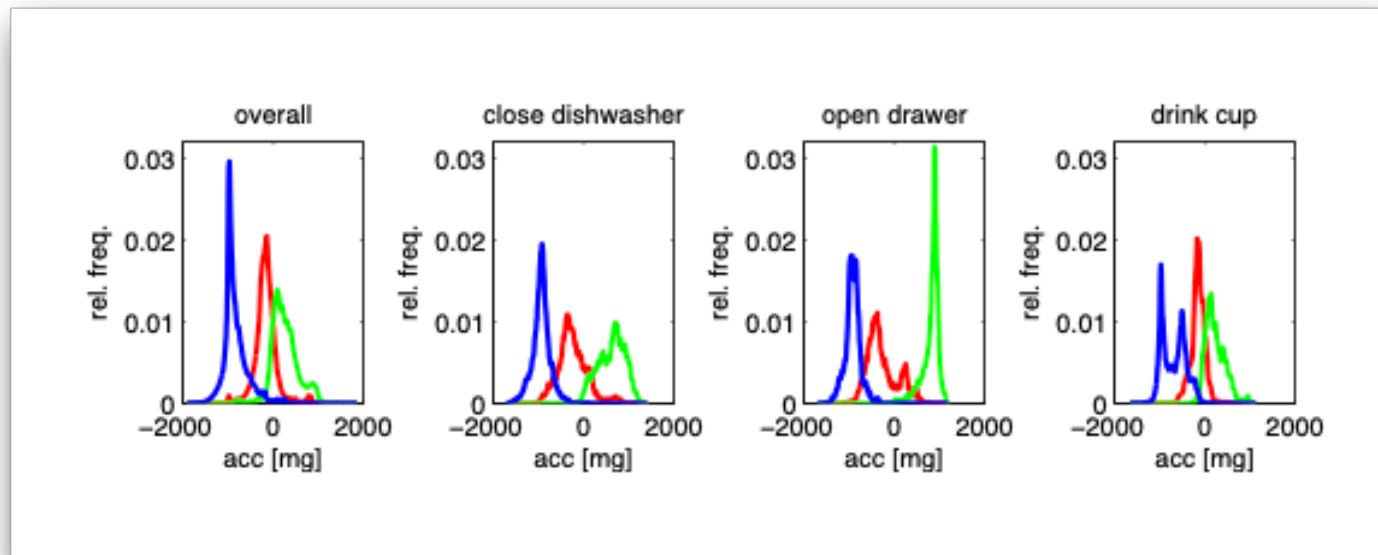 overall
close dishwasher
open drawer
drink cup
0.03
0.02
0.01
0
rel. freq.
−2000
0
2000
acc [mg]
0.03
0.02
0.01
0
rel. freq.
−2000
0
2000
acc [mg]
0.03
0.02
0.01
0
rel. freq.
−2000
0
2000
acc [mg]
0.03
0.02
0.01
0
rel. freq.
−2000
0
2000
acc [mg]